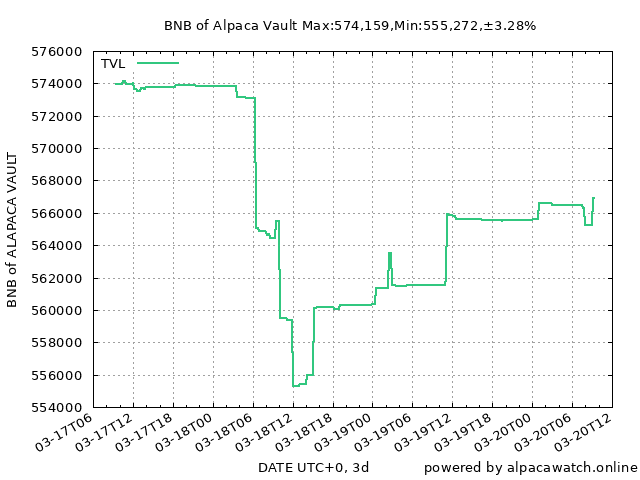 BNB of Alpaca Vault Max:574,159,Min:555,272,±3.28%
576000
TVL
574000
572000
570000
568000
566000
564000
562000
560000
558000
556000
554000
BNB of ALAPACA VAULT
03-17T06
03-17T12
03-17T18
03-18T00
03-18T06
03-18T12
03-18T18
03-19T00
03-19T06
03-19T12
03-19T18
03-20T00
03-20T06
03-20T12
DATE UTC+0, 3d
powered by alpacawatch.online